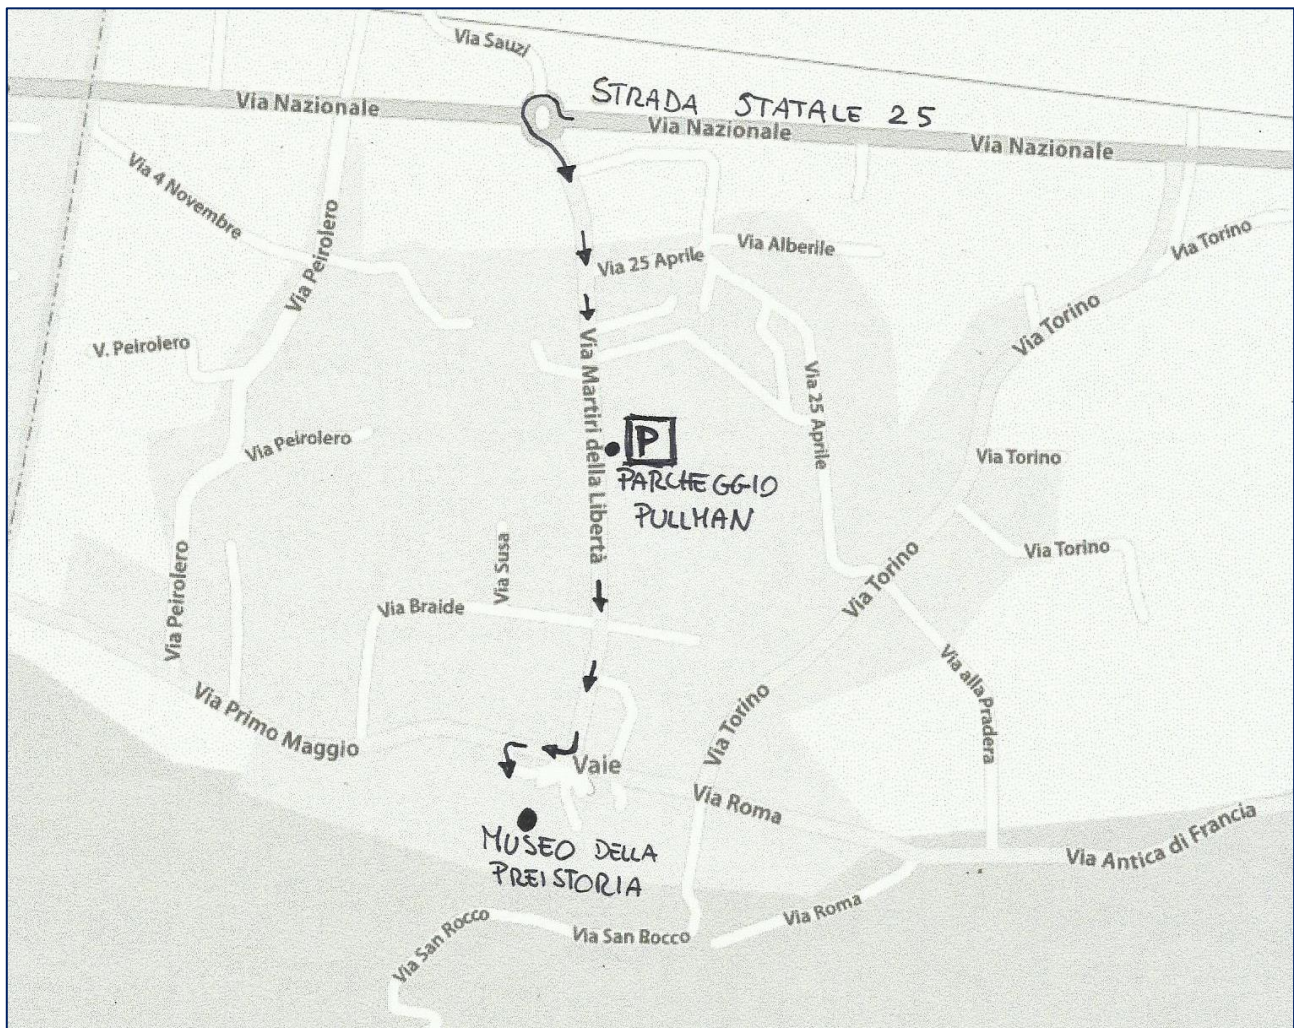 Via Sauzi
STRADA STATALE 25
Via Nazionale
Via Nazionale
Via Nazionale
Via 4 Novembre
Via Peirolero
Via 25 Aprile
Via Alberile
Via Torino
Via Torino
V. Peirolero
Via Martiri della Libertà
Via 25 Aprile
P
PARCHEGGIO
PULLMAN
Via Peirolero
Via Torino
Via Peirolero
Via Susa
Via Braide
Via Torino
Via Torino
Via alla Pradera
Via Primo Maggio
Via Torino
Vaie
Via Roma
MUSEO DELLA
PREISTORIA
Via Antica di Francia
Via Roma
Via San Rocco
Via San Rocco